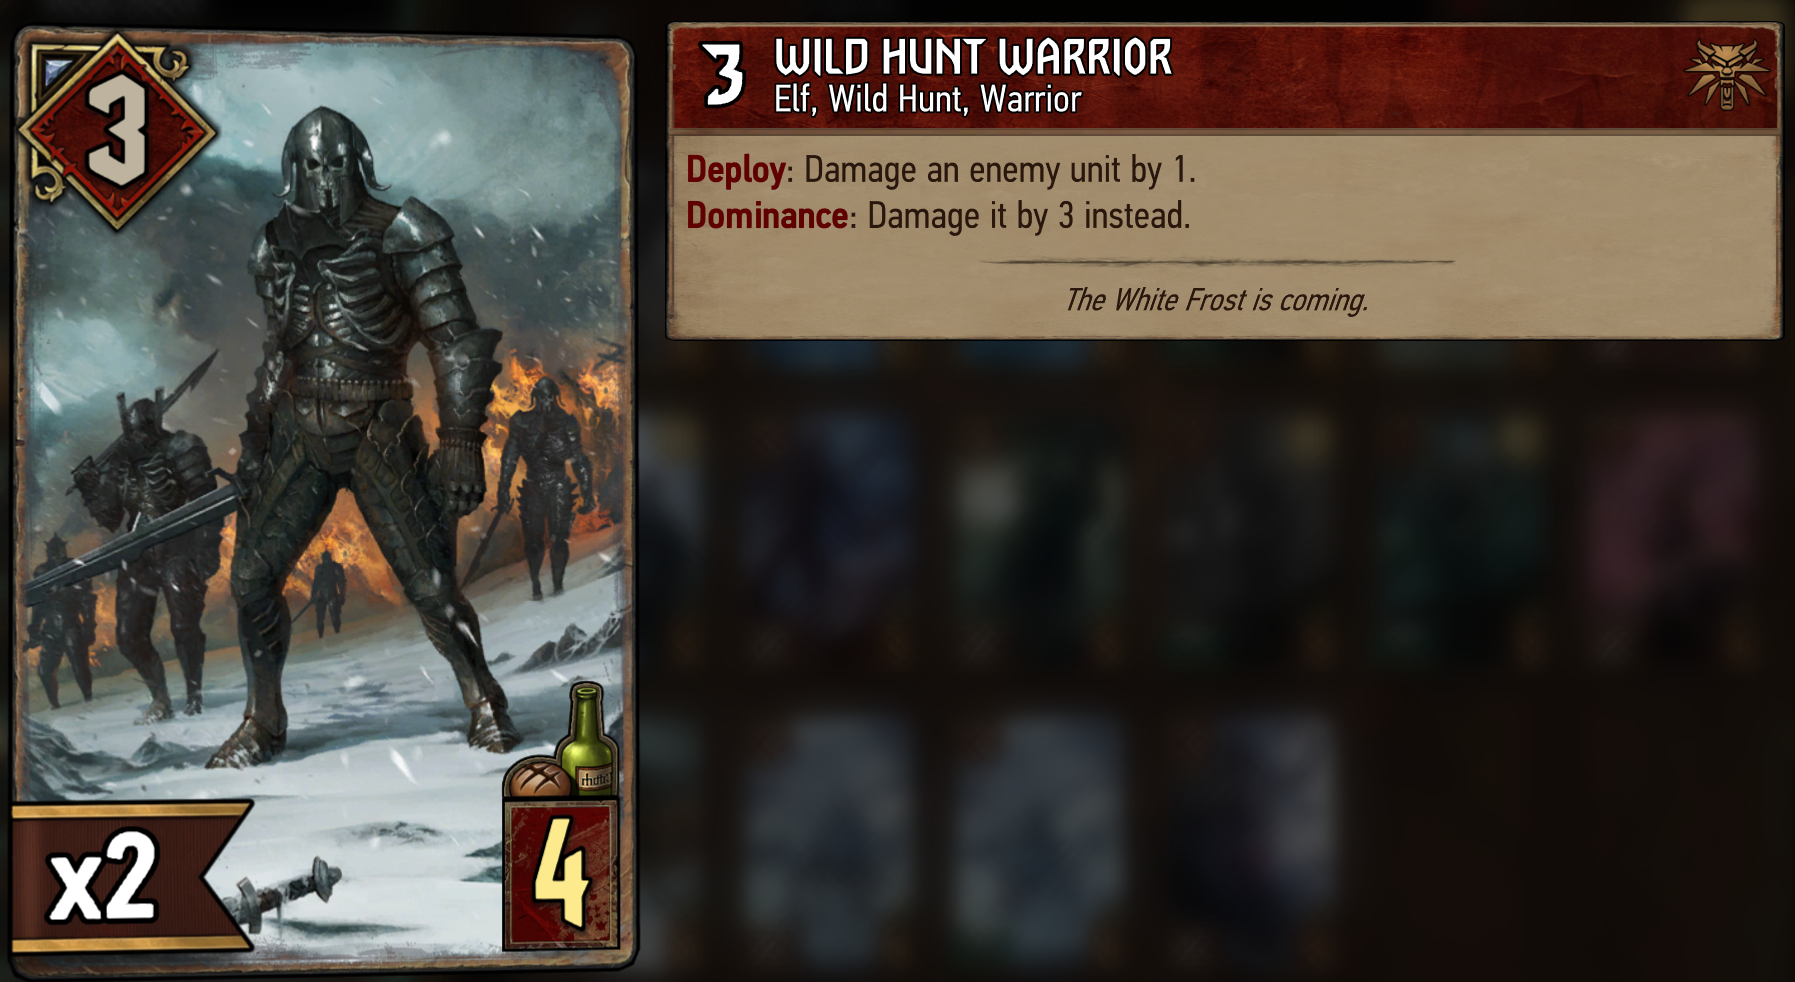 3
x2
4
3 WILD HUNT WARRIOR
Elf, Wild Hunt, Warrior
Deploy: Damage an enemy unit by 1.
Dominance: Damage it by 3 instead.
The White Frost is coming.